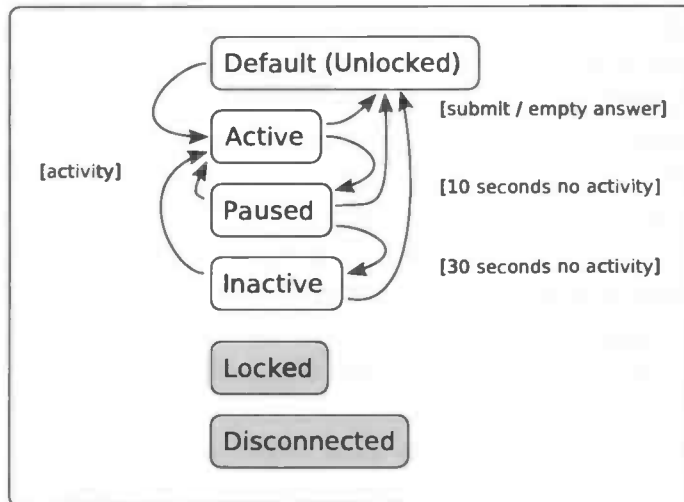 Default (Unlocked)
[submit / empty answer]
Active
[activity]
[10 seconds no activity]
Paused
[30 seconds no activity]
Inactive
Locked
Disconnected